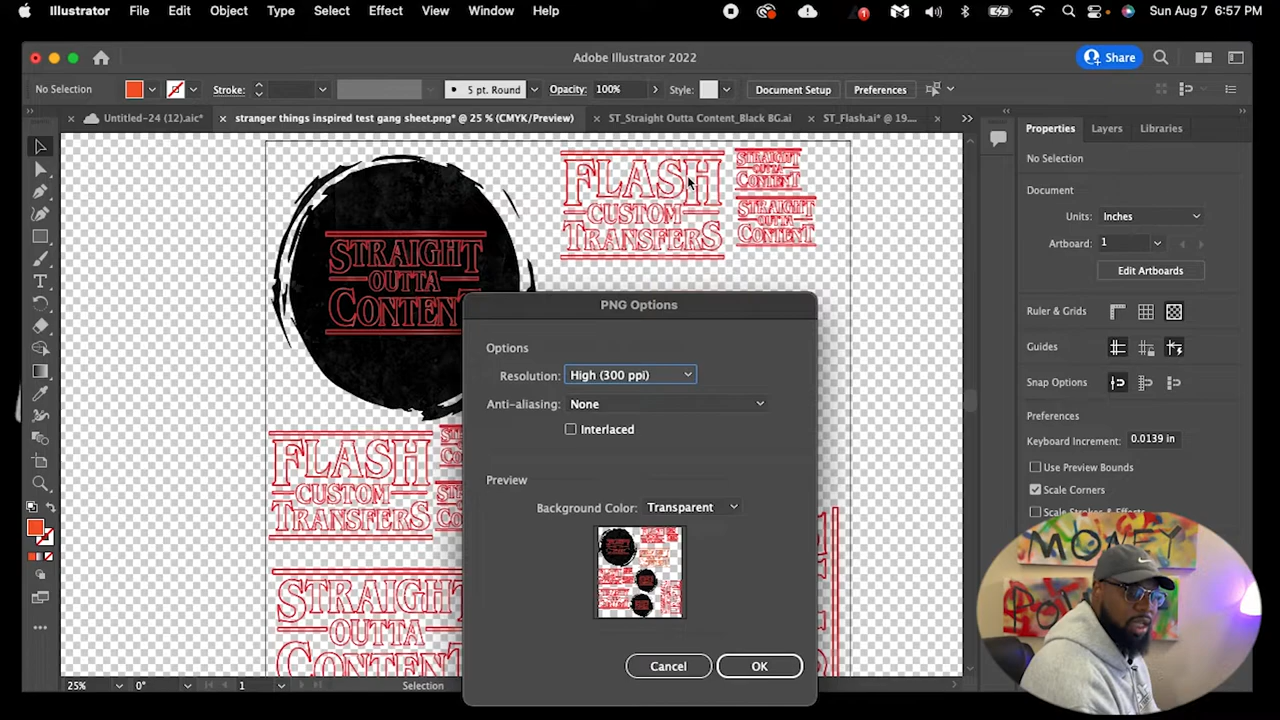 Illustrator File Edit Object Type Select Effect View Window Help 1 Sun Aug 7 6:57 PM
Adobe Illustrator 2022
Share
No Selection Stroke: 5 pt. Round Opacity: 100% Style: Document Setup Preferences
Untitled-24 (12).aic* stranger things inspired test gang sheet.png* @ 25 % (CMYK/Preview) ST_Straight Outta Content_Black BG.ai ST_Flash.ai* @ 19....
Properties Layers Libraries
No Selection
Document
Units: Inches
Artboard: 1
Edit Artboards
Ruler & Grids
Guides
Snap Options
Preferences
Keyboard Increment: 0.0139 in
Use Preview Bounds
Scale Corners
Scale Strokes & Effects
FLASH
CUSTOM
TRANSFERS
STRAIGHT
OUTTA
CONTENT
STRAIGHT
OUTTA
CONTENT
STRAIGHT
OUTTA
CONTENT
FLASH
CUSTOM
TRANSFERS
STRAIGHT
OUTTA
CONTENT
PNG Options
Options
Resolution: High (300 ppi)
Anti-aliasing: None
Interlaced
Preview
Background Color: Transparent
Cancel OK
MONEY
25% 0° 1 Selection